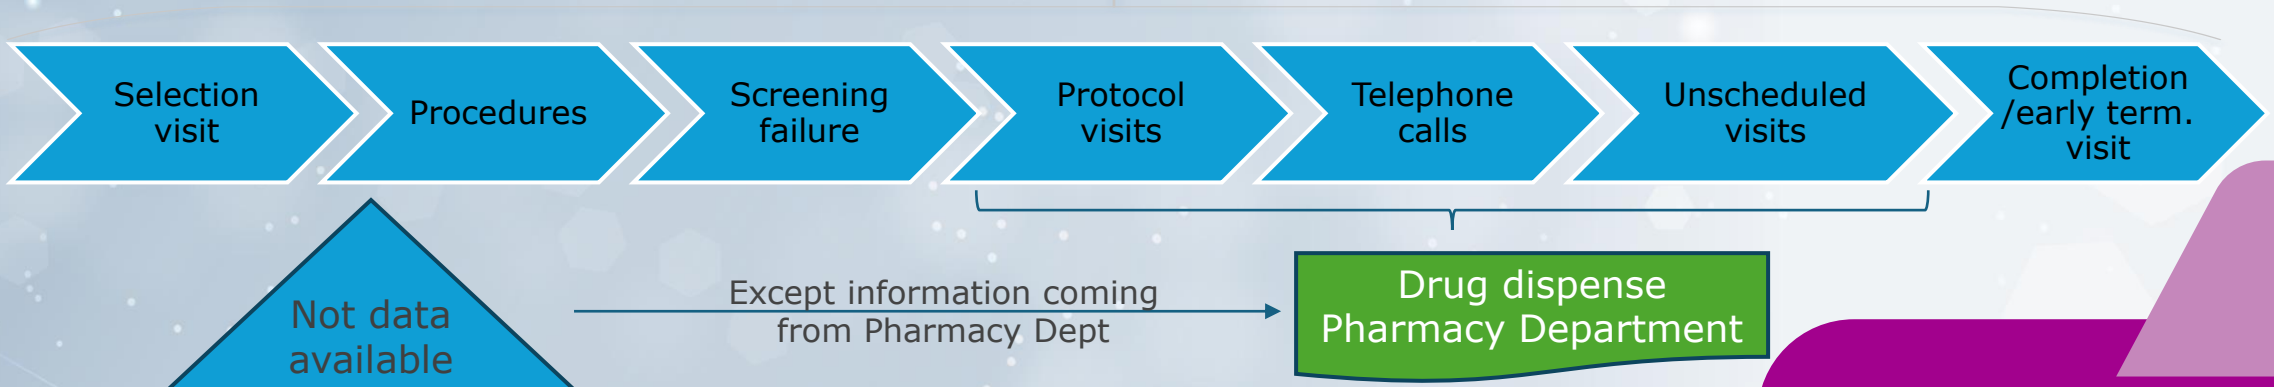 Selection
visit
Procedures
Screening
failure
Protocol
visits
Telephone
calls
Unscheduled
visits
Completion
/early term.
visit
Not data
available
Except information coming
from Pharmacy Dept
Drug dispense
Pharmacy Department